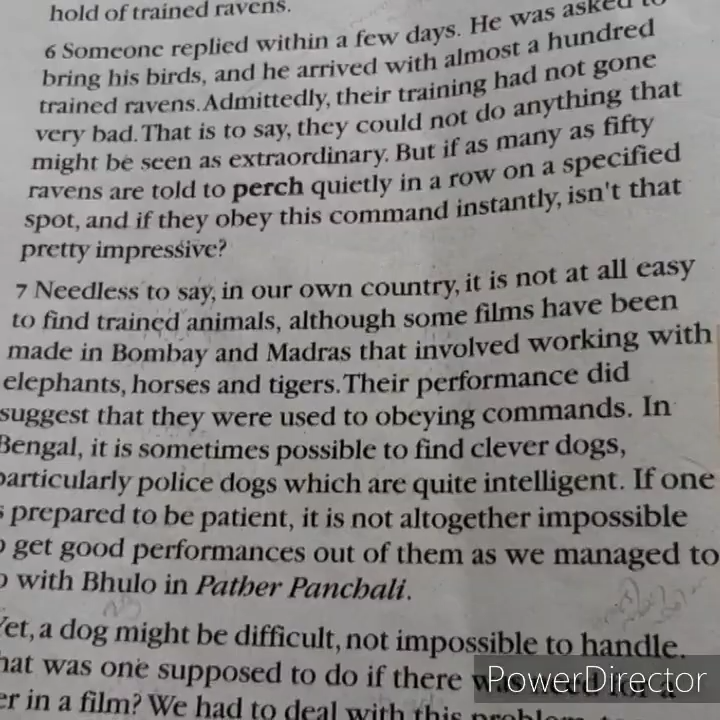 hold of trained ravens.
6 Someone replied within a few days. He was asked to
bring his birds, and he arrived with almost a hundred
trained ravens. Admittedly, their training had not gone
very bad. That is to say, they could not do anything that
might be seen as extraordinary. But if as many as fifty
ravens are told to perch quietly in a row on a specified
spot, and if they obey this command instantly, isn't that
pretty impressive?
7 Needless to say, in our own country, it is not at all easy
to find trained animals, although some films have been
made in Bombay and Madras that involved working with
elephants, horses and tigers. Their performance did
suggest that they were used to obeying commands. In
Bengal, it is sometimes possible to find clever dogs,
particularly police dogs which are quite intelligent. If one
s prepared to be patient, it is not altogether impossible
o get good performances out of them as we managed to
o with Bhulo in Pather Panchali.
Yet, a dog might be difficult, not impossible to handle.
hat was one supposed to do if there was
er in a film? We had to deal with this problem
PowerDirector